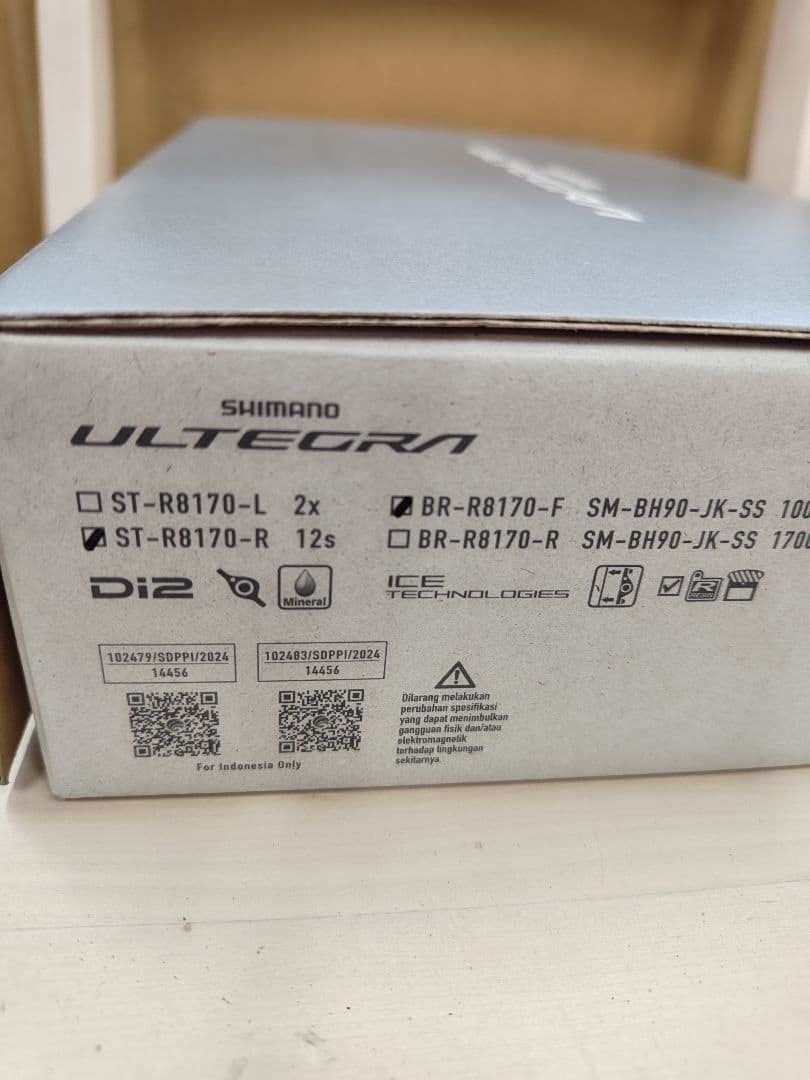 SHIMANO
ULTEGRA
ST-R8170-L 2x
ST-R8170-R 12s
BR-R8170-F SM-BH90-JK-SS 100
BR-R8170-R SM-BH90-JK-SS 1700
Di2
Mineral
ICE
TECHNOLOGIES
102479/SDPPI/2024
14456
102483/SDPPI/2024
14456
For Indonesia Only
Dilarang melakukan
perubahan spesifikasi
yang dapat menimbulkan
gangguan fisik dan/atau
elektromagnetik
terhadap lingkungan
sekitarnya